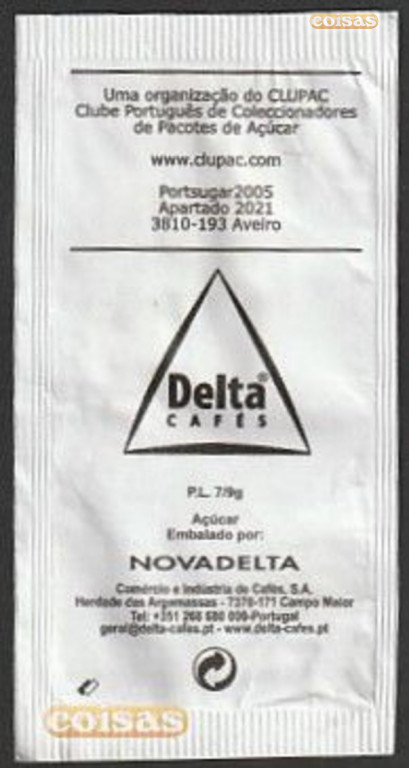 coisas
Uma organização do CLUPAC
Clube Português de Coleccionadores
de Pacotes de Açúcar
www.clupac.com
Portsugar2005
Apartado 2021
3810-193 Aveiro
Delta®
CAFÉS
P.L. 7/9g
Açúcar
Embalado por:
NOVADELTA
Comércio e Indústria de Cafés, S.A.
Herdade das Argamassas - 7370-171 Campo Maior
Tel: +351 268 680 000-Portugal
geral@delta-cafes.pt - www.delta-cafes.pt
coisas